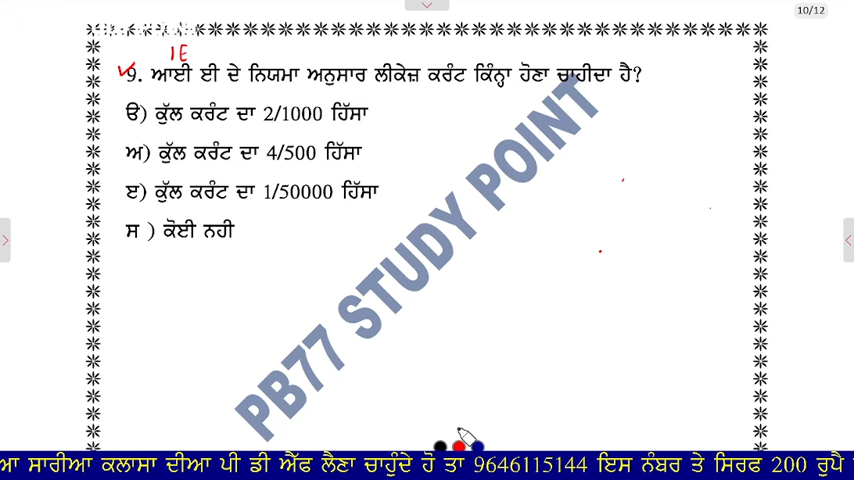 10/12
IE
9. ਆਈ ਈ ਦੇ ਨਿਯਮਾ ਅਨੁਸਾਰ ਲੀਕੇਜ਼ ਕਰੰਟ ਕਿੰਨ੍ਹਾ ਹੋਣਾ ਚਾਹੀਦਾ ਹੈ?
ੳ) ਕੁੱਲ ਕਰੰਟ ਦਾ 2/1000 ਹਿੱਸਾ
ਅ) ਕੁੱਲ ਕਰੰਟ ਦਾ 4/500 ਹਿੱਸਾ
ੲ) ਕੁੱਲ ਕਰੰਟ ਦਾ 1/50000 ਹਿੱਸਾ
ਸ ) ਕੋਈ ਨਹੀ
PB77 STUDY POINT
ਆ ਸਾਰੀਆ ਕਲਾਸਾ ਦੀਆ ਪੀ ਡੀ ਐੱਫ ਲੈਣਾ ਚਾਹੁੰਦੇ ਹੋ ਤਾ 9646115144 ਇਸ ਨੰਬਰ ਤੇ ਸਿਰਫ 200 ਰੁਪੈ